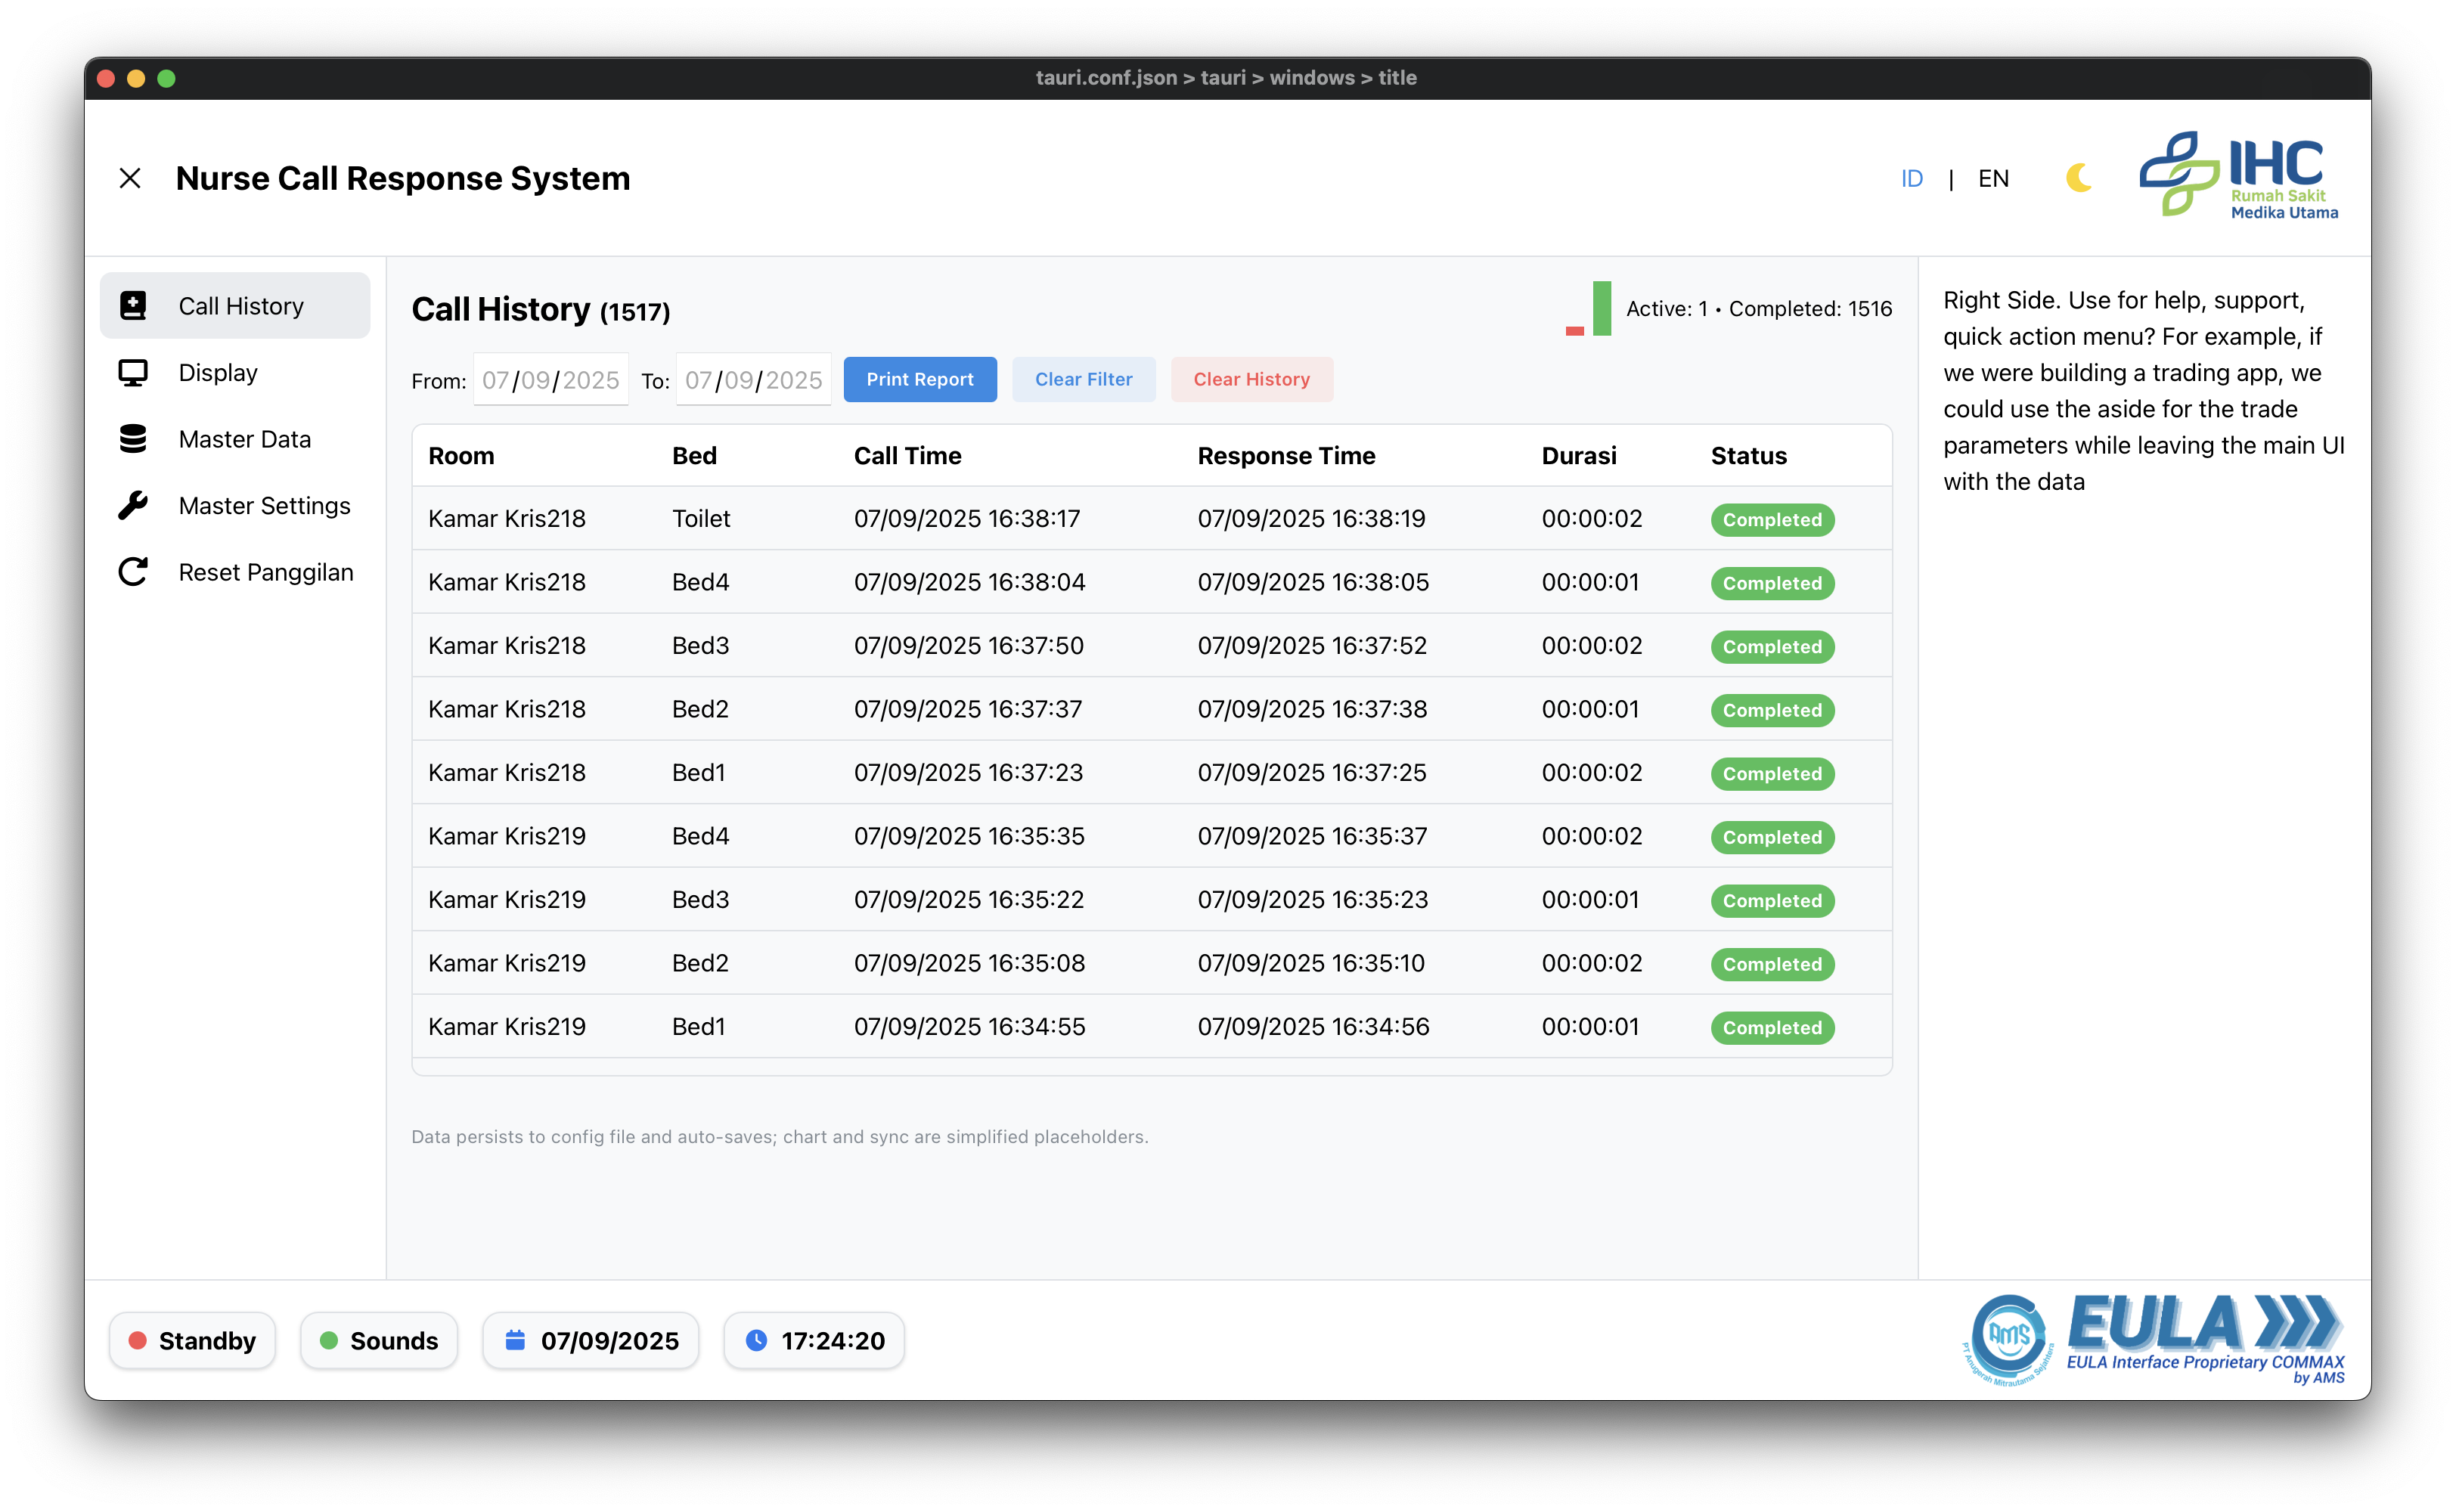 tauri.conf.json > tauri > windows > title
Nurse Call Response System
ID | EN
IHC
Rumah Sakit
Medika Utama
Call History
Display
Master Data
Master Settings
Reset Panggilan
Call History (1517)
Active: 1 • Completed: 1516
From: 07/09/2025 To: 07/09/2025 Print Report Clear Filter Clear History
Room Bed Call Time Response Time Durasi Status
Kamar Kris218 Toilet 07/09/2025 16:38:17 07/09/2025 16:38:19 00:00:02 Completed
Kamar Kris218 Bed4 07/09/2025 16:38:04 07/09/2025 16:38:05 00:00:01 Completed
Kamar Kris218 Bed3 07/09/2025 16:37:50 07/09/2025 16:37:52 00:00:02 Completed
Kamar Kris218 Bed2 07/09/2025 16:37:37 07/09/2025 16:37:38 00:00:01 Completed
Kamar Kris218 Bed1 07/09/2025 16:37:23 07/09/2025 16:37:25 00:00:02 Completed
Kamar Kris219 Bed4 07/09/2025 16:35:35 07/09/2025 16:35:37 00:00:02 Completed
Kamar Kris219 Bed3 07/09/2025 16:35:22 07/09/2025 16:35:23 00:00:01 Completed
Kamar Kris219 Bed2 07/09/2025 16:35:08 07/09/2025 16:35:10 00:00:02 Completed
Kamar Kris219 Bed1 07/09/2025 16:34:55 07/09/2025 16:34:56 00:00:01 Completed
Data persists to config file and auto-saves; chart and sync are simplified placeholders.
Right Side. Use for help, support,
quick action menu? For example, if
we were building a trading app, we
could use the aside for the trade
parameters while leaving the main UI
with the data
Standby
Sounds
07/09/2025
17:24:20
AMS
PT Anugerah Mitrautama Sejahtera
EULA
EULA Interface Proprietary COMMAX
by AMS